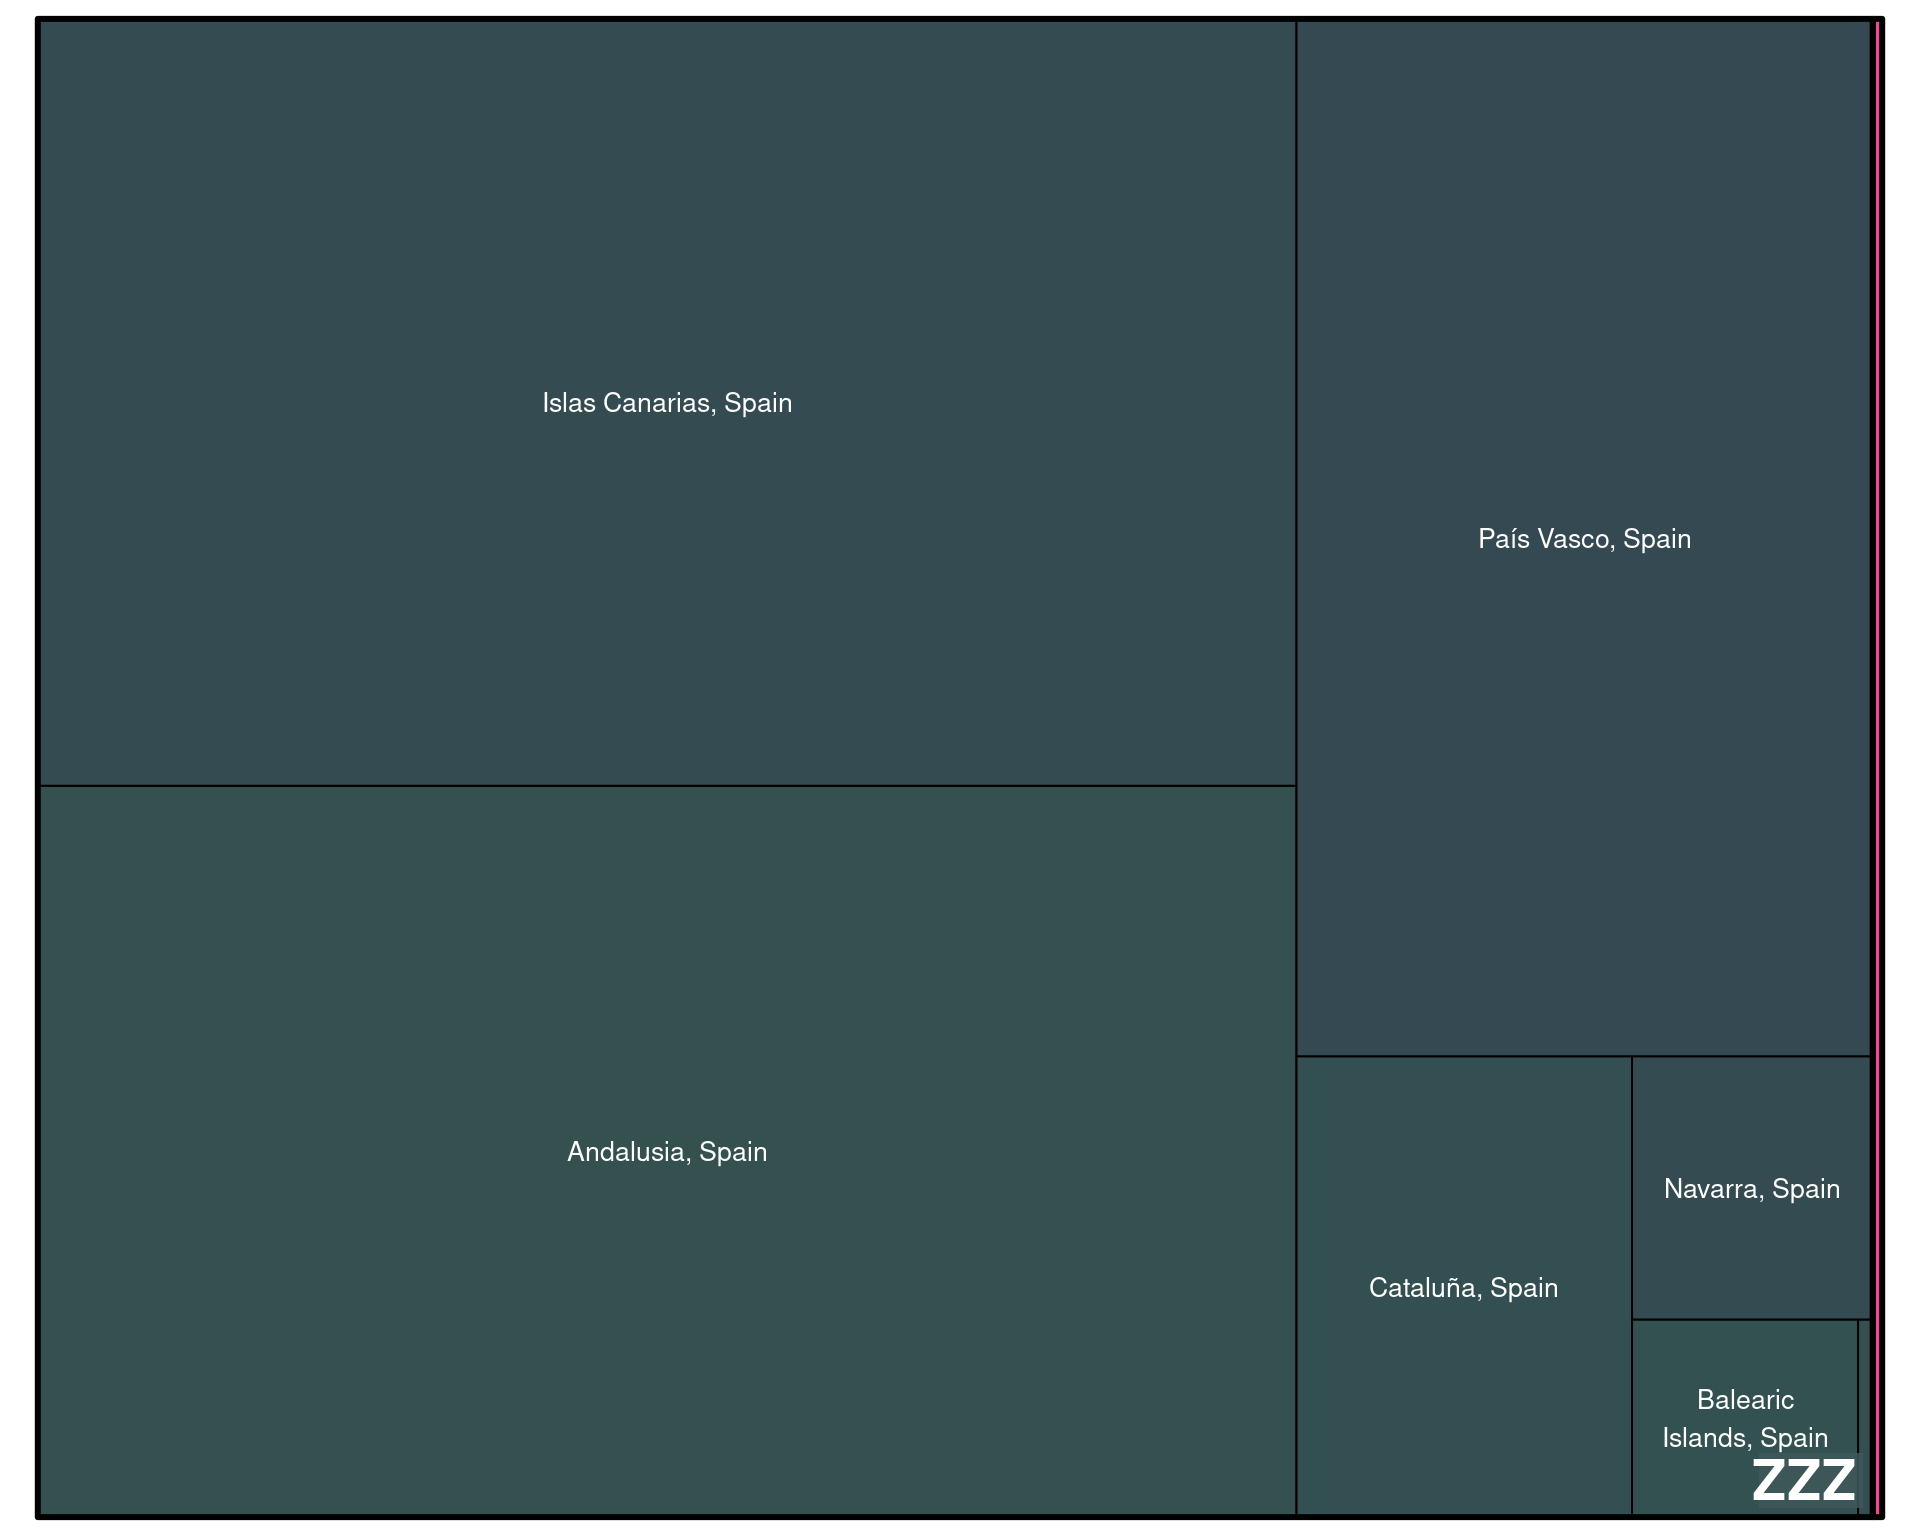 Islas Canarias, Spain
País Vasco, Spain
Andalusia, Spain
Navarra, Spain
Cataluña, Spain
Balearic
Islands, Spain
ZZZ